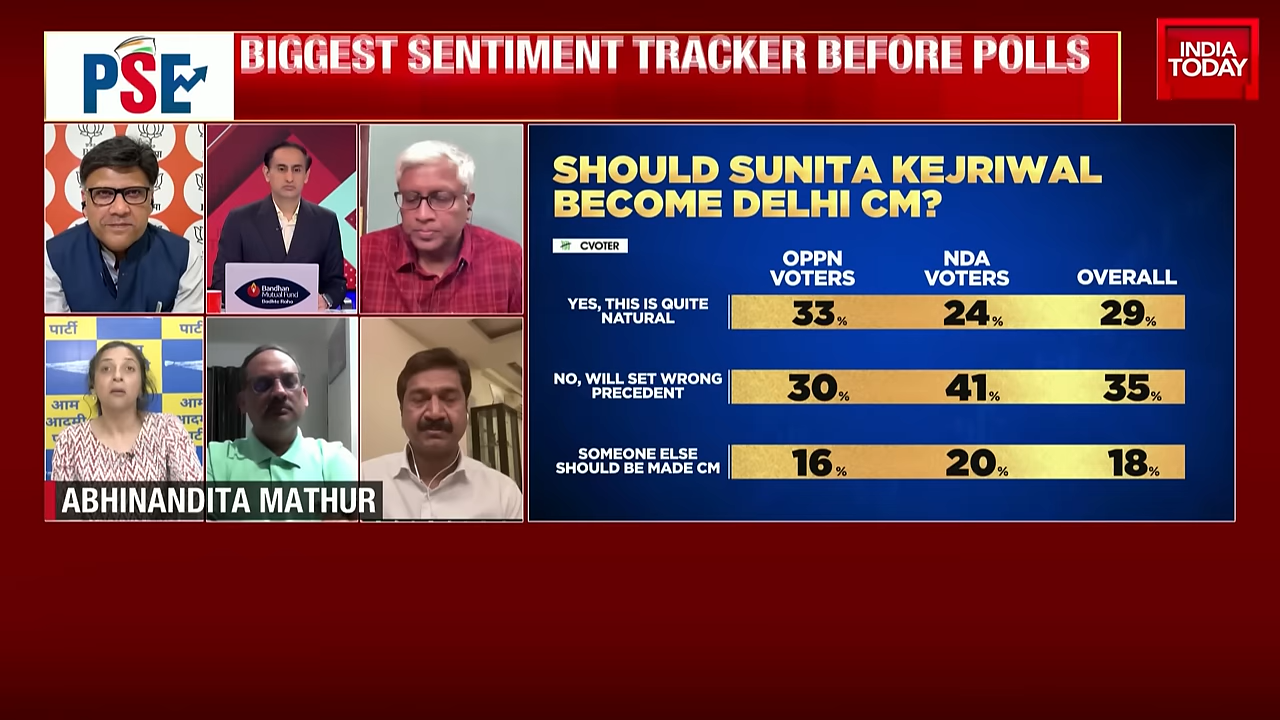 PSE
BIGGEST SENTIMENT TRACKER BEFORE POLLS
INDIA
TODAY
Bandhan
Mutual Fund
Badhte Raho
पार्टी
आम
आदमी
ABHINANDITA MATHUR
SHOULD SUNITA KEJRIWAL
BECOME DELHI CM?
CVOTER
OPPN
VOTERS
NDA
VOTERS
OVERALL
YES, THIS IS QUITE
NATURAL
33%
24%
29%
NO, WILL SET WRONG
PRECEDENT
30%
41%
35%
SOMEONE ELSE
SHOULD BE MADE CM
16%
20%
18%